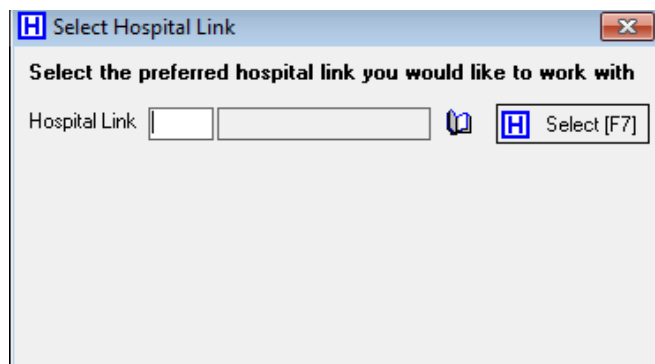 H Select Hospital Link
Select the preferred hospital link you would like to work with
Hospital Link H Select [F7]